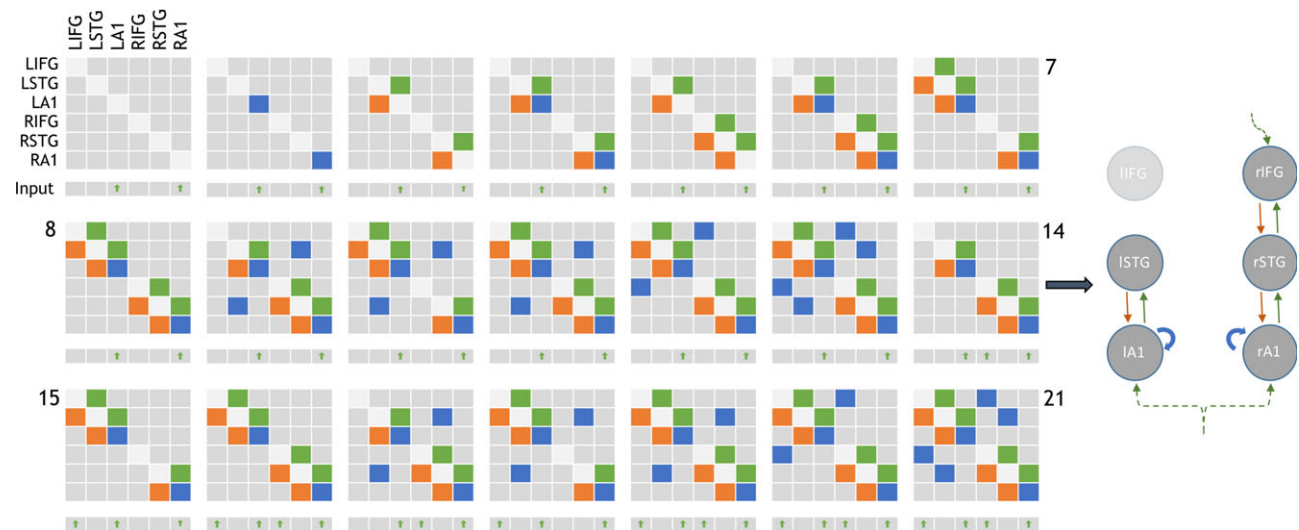 LIFG
LSTG
LA1
RIFG
RSTG
RA1
LIFG
LSTG
LA1
RIFG
RSTG
RA1
Input
7
8
14
15
21
lIFG
rIFG
lSTG
rSTG
lA1
rA1